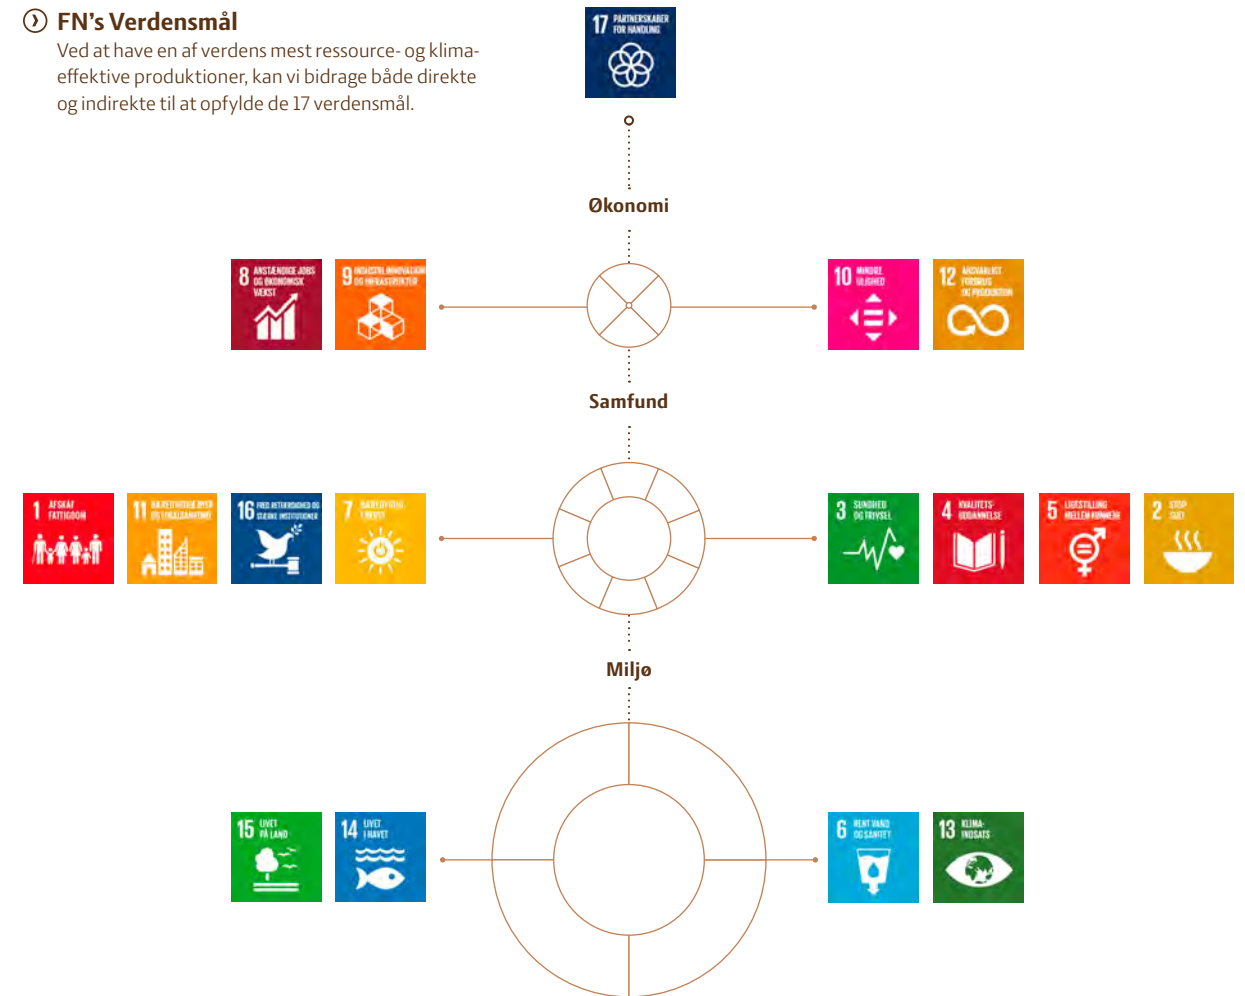 FN's Verdensmål
Ved at have en af verdens mest ressource- og klima-
effektive produktioner, kan vi bidrage både direkte
og indirekte til at opfylde de 17 verdensmål.
17 PARTNERSKABER
FOR HANDLING
Økonomi
8 ANSTÆNDIGE JOBS
OG ØKONOMISK
VÆKST
9 INDUSTRI, INNOVATION
OG INFRASTRUKTUR
10 MINDRE
ULIGHED
12 ANSVARLIGT
FORBRUG
OG PRODUKTION
Samfund
1 AFSKAF
FATTIGDOM
11 BÆREDYGTIGE BYER
OG LOKALSAMFUND
16 FRED, RETFÆRDIGHED OG
STÆRKE INSTITUTIONER
7 BÆREDYGTIG
ENERGI
3 SUNDHED
OG TRIVSEL
4 KVALITETS-
UDDANNELSE
5 LIGESTILLING
MELLEM KØNNENE
2 STOP
SULT
Miljø
15 LIVET
PÅ LAND
14 LIVET
I HAVET
6 RENT VAND
OG SANITET
13 KLIMA-
INDSATS